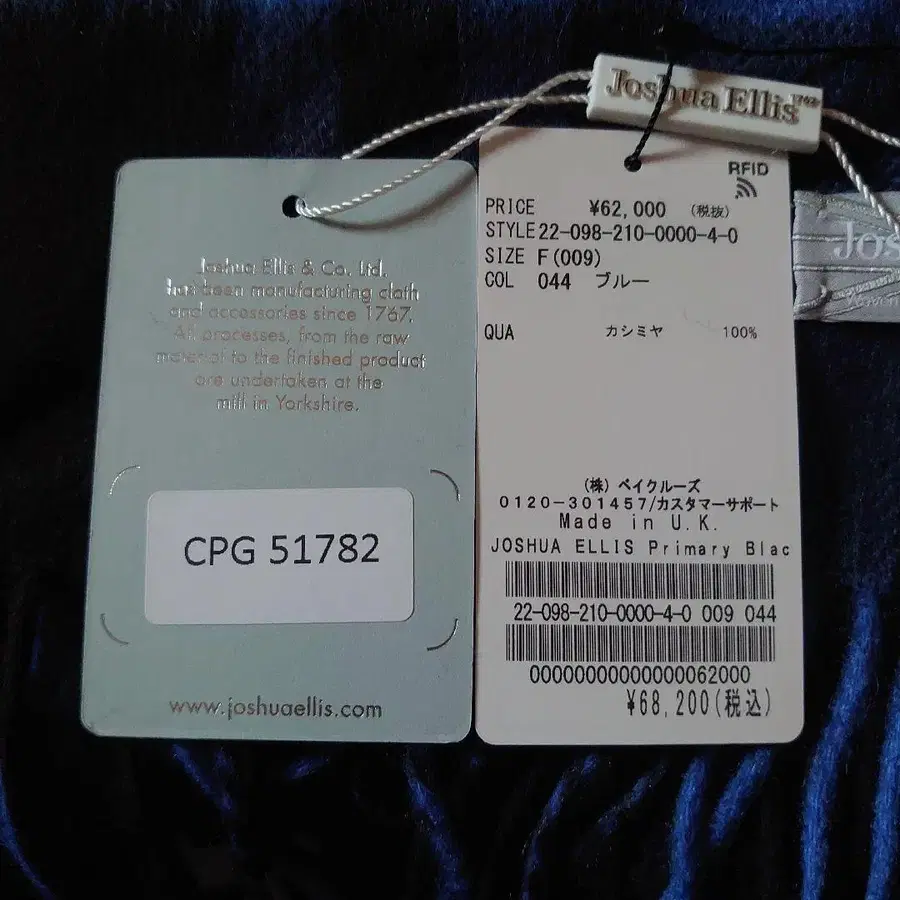 Joshua Ellis 1767
Joshua Ellis & Co. Ltd.
has been manufacturing cloth
and accessories since 1767.
All processes, from the raw
material to the finished product
are undertaken at the
mill in Yorkshire.
CPG 51782
www.joshuaellis.com
RFID
PRICE ¥62,000 (税抜)
STYLE 22-098-210-0000-4-0
SIZE F(009)
COL 044 ブルー
QUA カシミヤ 100%
(株) ベイクルーズ
0120-301457/カスタマーサポート
Made in U.K.
JOSHUA ELLIS Primary Blac
22-098-210-0000-4-0 009 044
00000000000000062000
¥68,200(税込)
Jos